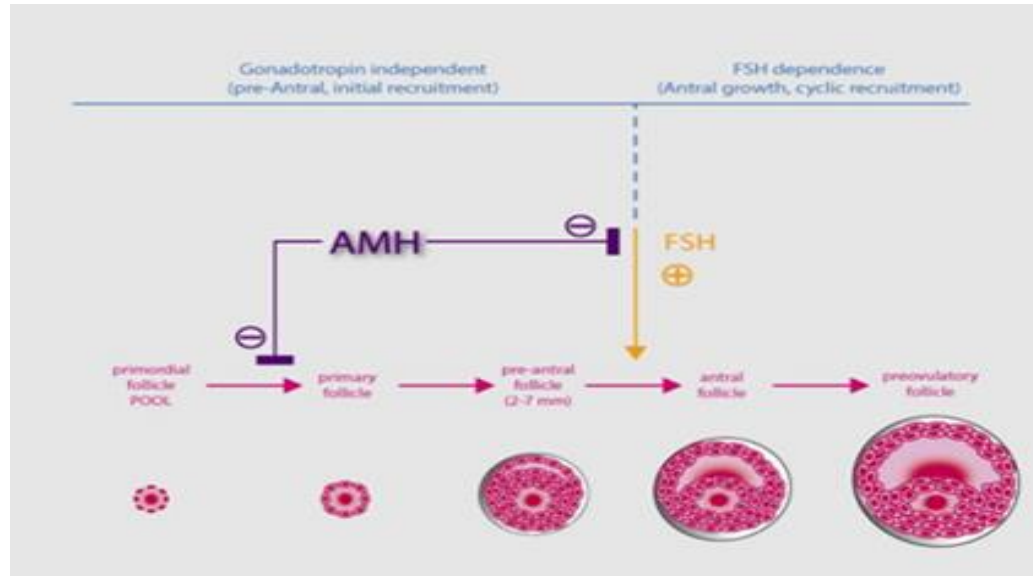 Gonadotropin independent
(pre-Antral, initial recruitment)
FSH dependence
(Antral growth, cyclic recruitment)
AMH
FSH
primordial
follicle
POOL
primary
follicle
pre-antral
follicle
(2-7 mm)
antral
follicle
preovulatory
follicle